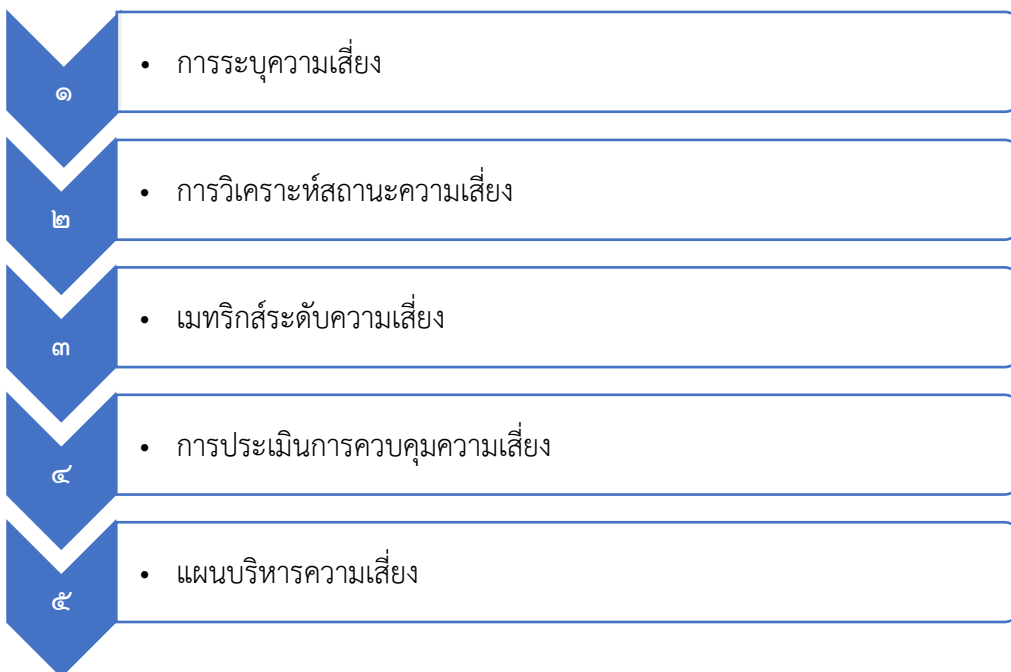 ๑
• การระบุความเสี่ยง
๒
• การวิเคราะห์สถานะความเสี่ยง
๓
• เมทริกส์ระดับความเสี่ยง
๔
• การประเมินการควบคุมความเสี่ยง
๕
• แผนบริหารความเสี่ยง